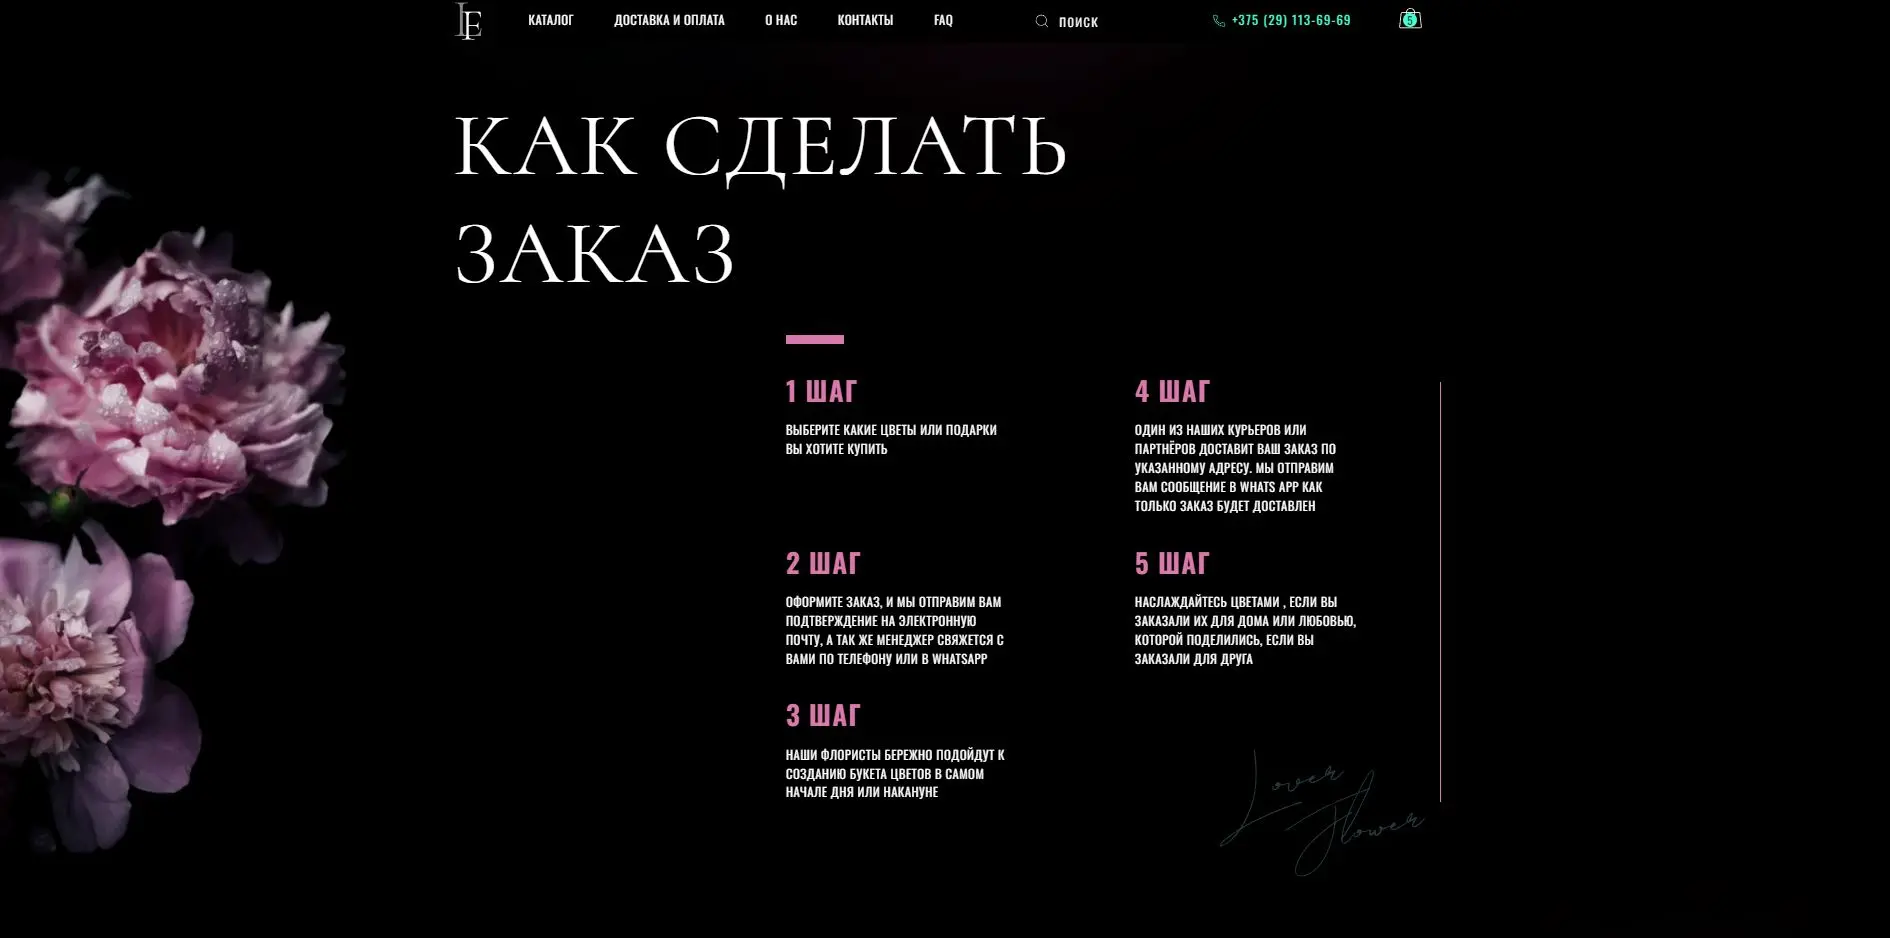 LF
КАТАЛОГ
ДОСТАВКА И ОПЛАТА
О НАС
КОНТАКТЫ
FAQ
ПОИСК
+375 (29) 113-69-69
5
КАК СДЕЛАТЬ
ЗАКАЗ
1 ШАГ
ВЫБЕРИТЕ КАКИЕ ЦВЕТЫ ИЛИ ПОДАРКИ
ВЫ ХОТИТЕ КУПИТЬ
2 ШАГ
ОФОРМИТЕ ЗАКАЗ, И МЫ ОТПРАВИМ ВАМ
ПОДТВЕРЖДЕНИЕ НА ЭЛЕКТРОННУЮ
ПОЧТУ, А ТАК ЖЕ МЕНЕДЖЕР СВЯЖЕТСЯ С
ВАМИ ПО ТЕЛЕФОНУ ИЛИ В WHATSAPP
3 ШАГ
НАШИ ФЛОРИСТЫ БЕРЕЖНО ПОДОЙДУТ К
СОЗДАНИЮ БУКЕТА ЦВЕТОВ В САМОМ
НАЧАЛЕ ДНЯ ИЛИ НАКАНУНЕ
4 ШАГ
ОДИН ИЗ НАШИХ КУРЬЕРОВ ИЛИ
ПАРТНЁРОВ ДОСТАВИТ ВАШ ЗАКАЗ ПО
УКАЗАННОМУ АДРЕСУ. МЫ ОТПРАВИМ
ВАМ СООБЩЕНИЕ В WHATS APP КАК
ТОЛЬКО ЗАКАЗ БУДЕТ ДОСТАВЛЕН
5 ШАГ
НАСЛАЖДАЙТЕСЬ ЦВЕТАМИ , ЕСЛИ ВЫ
ЗАКАЗАЛИ ИХ ДЛЯ ДОМА ИЛИ ЛЮБОВЬЮ,
КОТОРОЙ ПОДЕЛИЛИСЬ, ЕСЛИ ВЫ
ЗАКАЗАЛИ ДЛЯ ДРУГА
Lover
Flower